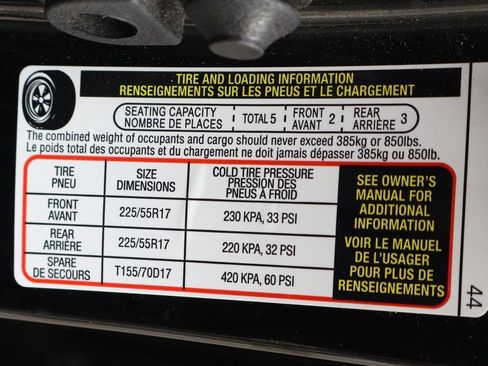 TIRE AND LOADING INFORMATION
RENSEIGNEMENTS SUR LES PNEUS ET LE CHARGEMENT
SEATING CAPACITY
NOMBRE DE PLACES
TOTAL 5
FRONT
AVANT 2
REAR
ARRIÈRE 3
The combined weight of occupants and cargo should never exceed 385kg or 850lbs.
Le poids total des occupants et du chargement ne doit jamais dépasser 385kg ou 850lb.
TIRE
PNEU
SIZE
DIMENSIONS
COLD TIRE PRESSURE
PRESSION DES
PNEUS À FROID
FRONT
AVANT
225/55R17
230 KPA, 33 PSI
REAR
ARRIÈRE
225/55R17
220 KPA, 32 PSI
SPARE
DE SECOURS
T155/70D17
420 KPA, 60 PSI
SEE OWNER'S
MANUAL FOR
ADDITIONAL
INFORMATION
VOIR LE MANUEL
DE L'USAGER
POUR PLUS DE
RENSEIGNEMENTS
44